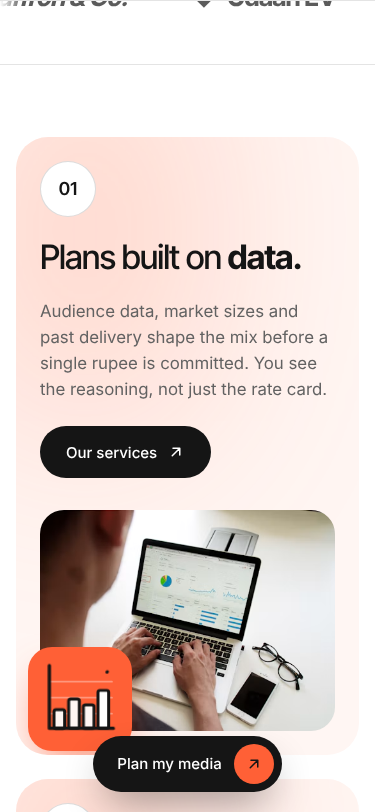 01
Plans built on data.
Audience data, market sizes and
past delivery shape the mix before a
single rupee is committed. You see
the reasoning, not just the rate card.
Our services
Plan my media